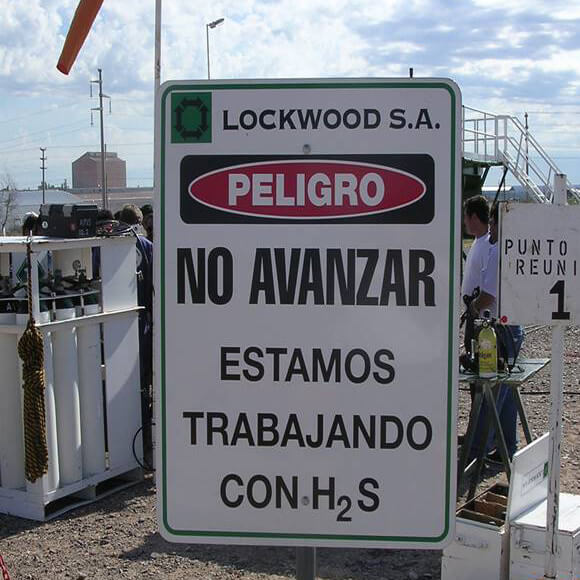 LOCKWOOD S.A.
PELIGRO
NO AVANZAR
ESTAMOS
TRABAJANDO
CON H₂S
PUNTO
REUNI
1